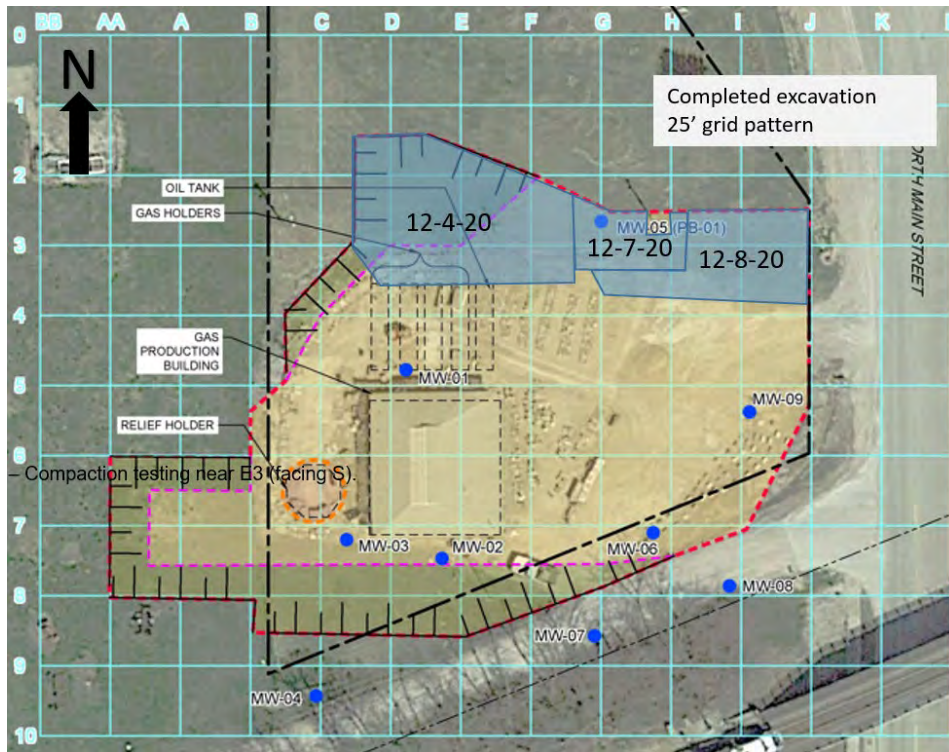 BB AA A B C D E F G H I J K
0
N
Completed excavation
25' grid pattern
1
2
OIL TANK
GAS HOLDERS
12-4-20
MW-05 (PB-01)
12-7-20
12-8-20
ORTH MAIN STREET
3
4
GAS
PRODUCTION
BUILDING
MW-01
5
MW-09
RELIEF HOLDER
6
– Compaction testing near E3 (facing S).
7
MW-03
MW-02
MW-06
8
MW-08
MW-07
9
MW-04
10